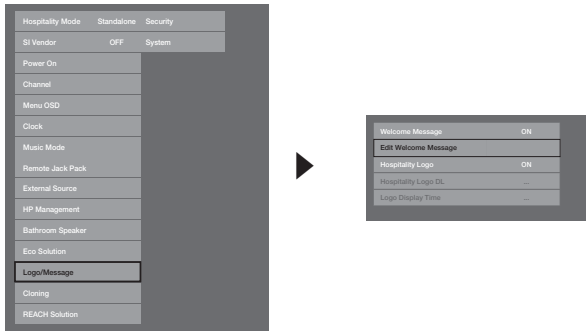 Hospitality Mode Standalone Security
SI Vendor OFF System
Power On
Channel
Menu OSD
Clock
Music Mode
Remote Jack Pack
External Source
HP Management
Bathroom Speaker
Eco Solution
Logo/Message
Cloning
REACH Solution
Welcome Message ON
Edit Welcome Message
Hospitality Logo ON
Hospitality Logo DL ...
Logo Display Time ...